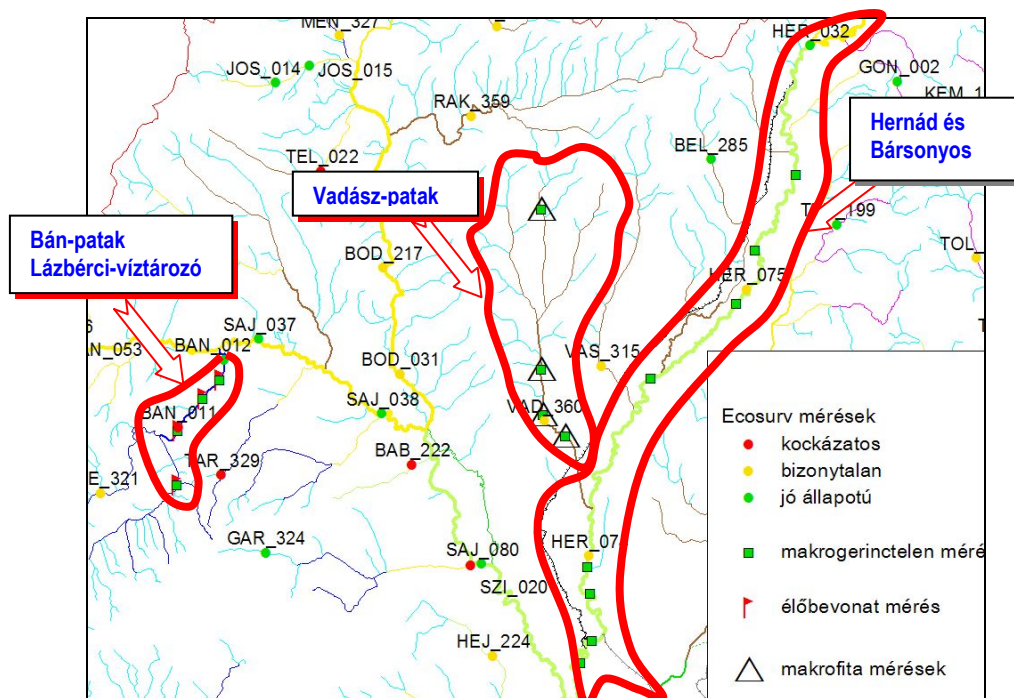 MEN_327
HER_032
JOS_014
JOS_015
GON_002
KEM_1
RAK_359
Hernád és
Bársonyos
BEL_285
TEL_022
Vadász-patak
199
Bán-patak
Lázbérci-víztározó
BOD_217
TOL_
HER_075
SAJ_037
BAN_012
N_053
BOD_031
VAS_315
SAJ_038
VAD_360
BAN_011
Ecosurv mérések
kockázatos
BAB_222
TAR_329
bizonytalan
E_321
jó állapotú
GAR_324
HER_07
makrogerinctelen méré
SAJ_080
SZI_020
élőbevonat mérés
HEJ_224
makrofita mérések